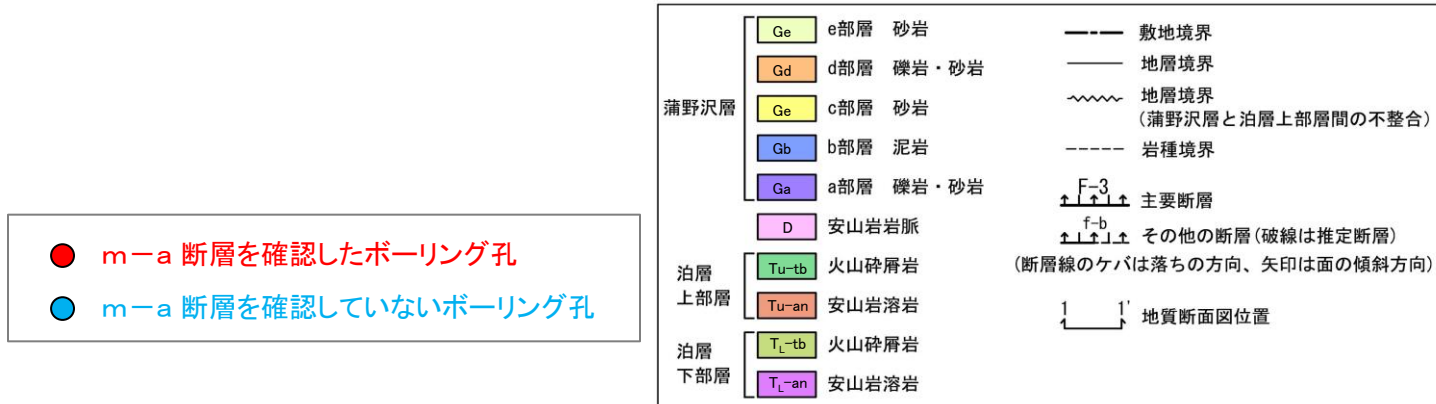 m－a 断層を確認したボーリング孔
m－a 断層を確認していないボーリング孔
蒲野沢層
Ge e部層 砂岩
Gd d部層 礫岩・砂岩
Ge c部層 砂岩
Gb b部層 泥岩
Ga a部層 礫岩・砂岩
D 安山岩岩脈
泊層
上部層
Tu-tb 火山砕屑岩
Tu-an 安山岩溶岩
泊層
下部層
TL-tb 火山砕屑岩
TL-an 安山岩溶岩
敷地境界
地層境界
地層境界
(蒲野沢層と泊層上部層間の不整合)
岩種境界
F-3 主要断層
f-b その他の断層(破線は推定断層)
(断層線のケバは落ちの方向、矢印は面の傾斜方向)
1 1' 地質断面図位置